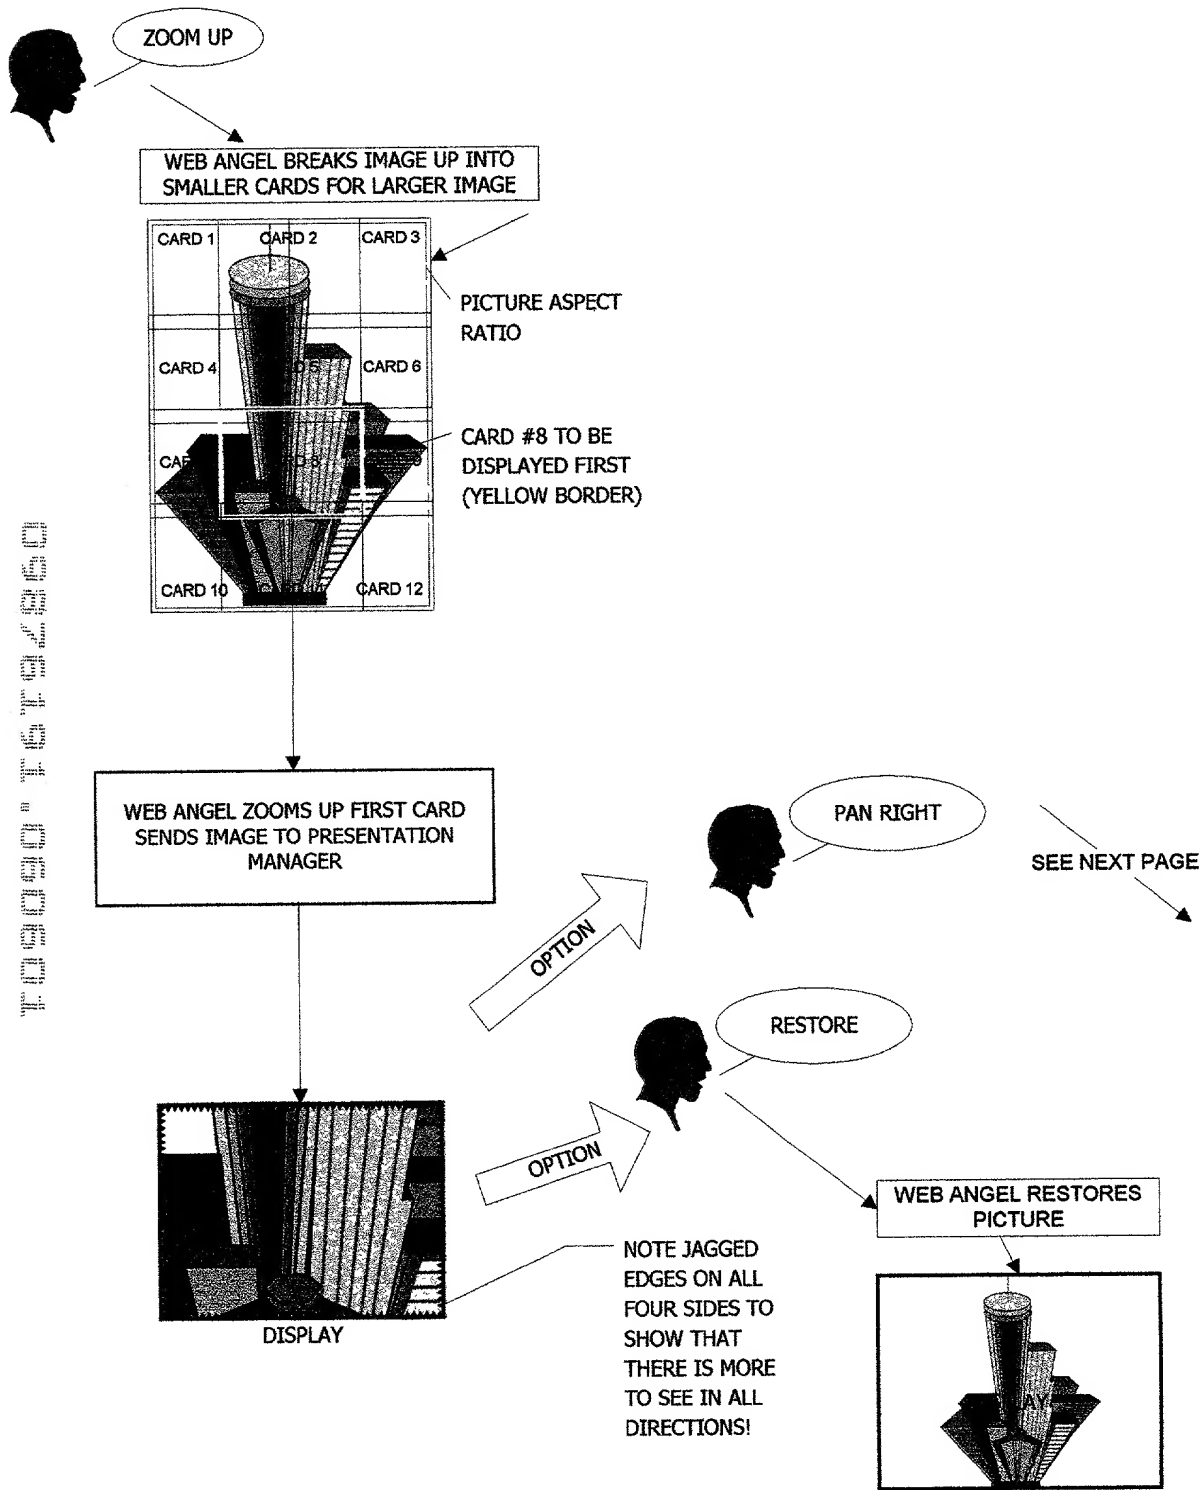 ZOOM UP
WEB ANGEL BREAKS IMAGE UP INTO
SMALLER CARDS FOR LARGER IMAGE
CARD 1
CARD 2
CARD 3
PICTURE ASPECT
RATIO
CARD 4
CARD 6
CARD #8 TO BE
DISPLAYED FIRST
(YELLOW BORDER)
CARD 10
CARD 12
WEB ANGEL ZOOMS UP FIRST CARD
SENDS IMAGE TO PRESENTATION
MANAGER
PAN RIGHT
SEE NEXT PAGE
OPTION
RESTORE
OPTION
WEB ANGEL RESTORES
PICTURE
NOTE JAGGED
EDGES ON ALL
FOUR SIDES TO
SHOW THAT
THERE IS MORE
TO SEE IN ALL
DIRECTIONS!
DISPLAY